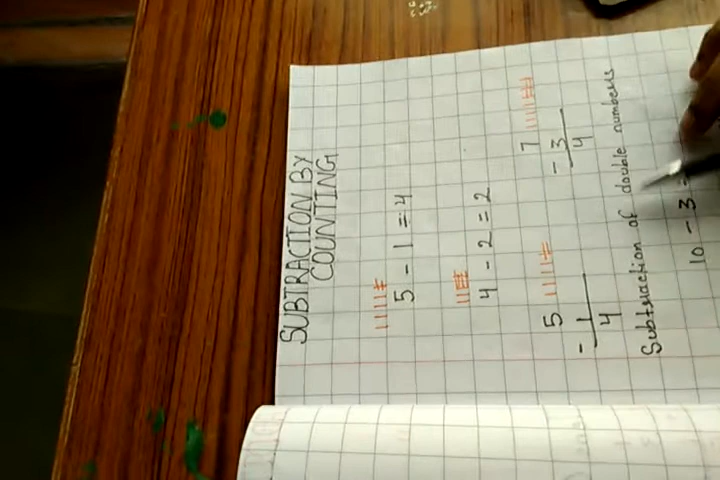 SUBTRACTION BY
COUNTING
5 - 1 = 4
4 - 2 = 2
5 7
- 1 - 3
4 4
Subtraction of double numbers
10 - 3 =